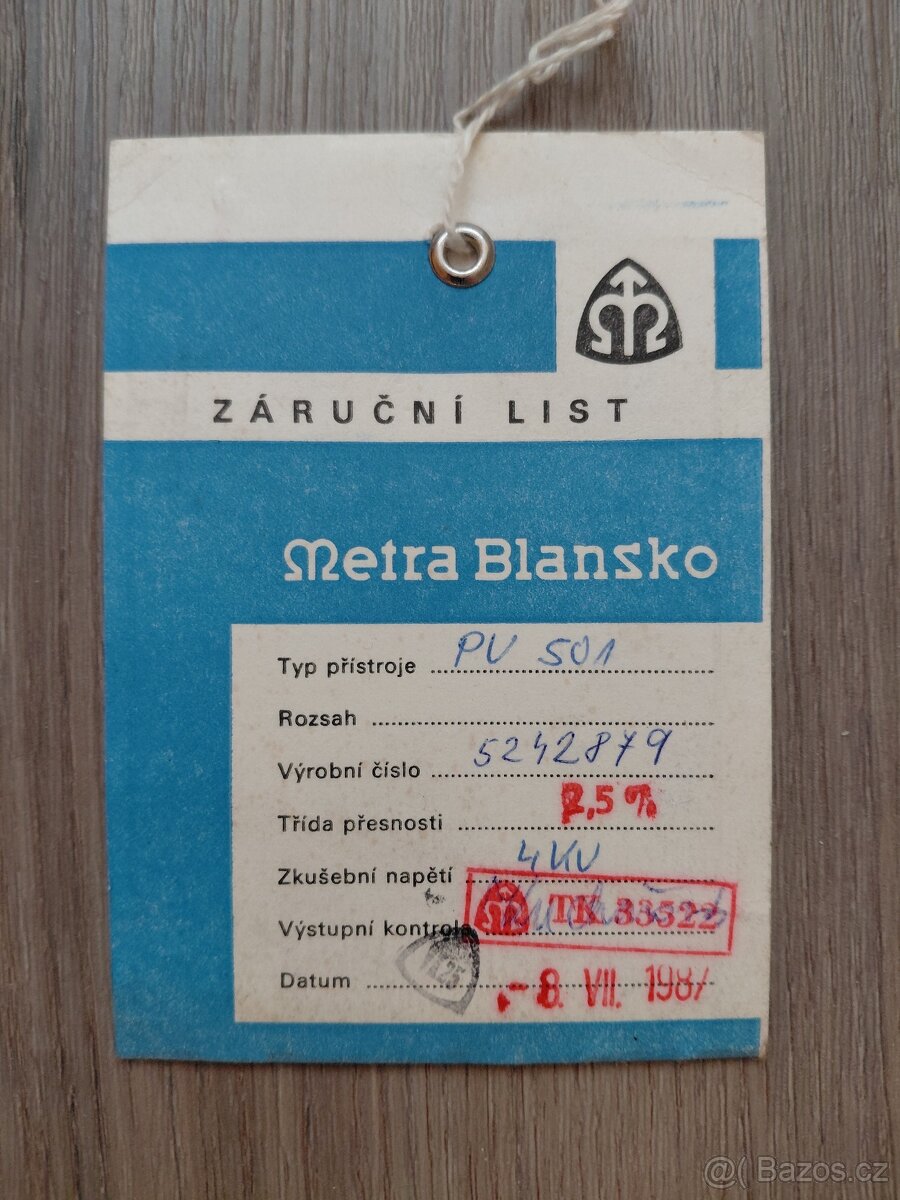 ZÁRUČNÍ LIST
Metra Blansko
Typ přístroje PU 501
Rozsah
Výrobní číslo 5242879
Třída přesnosti 2,5 %
Zkušební napětí 4KV
Výstupní kontrola TK 33522
Datum - 8. VII. 1987
@( Bazos.cz